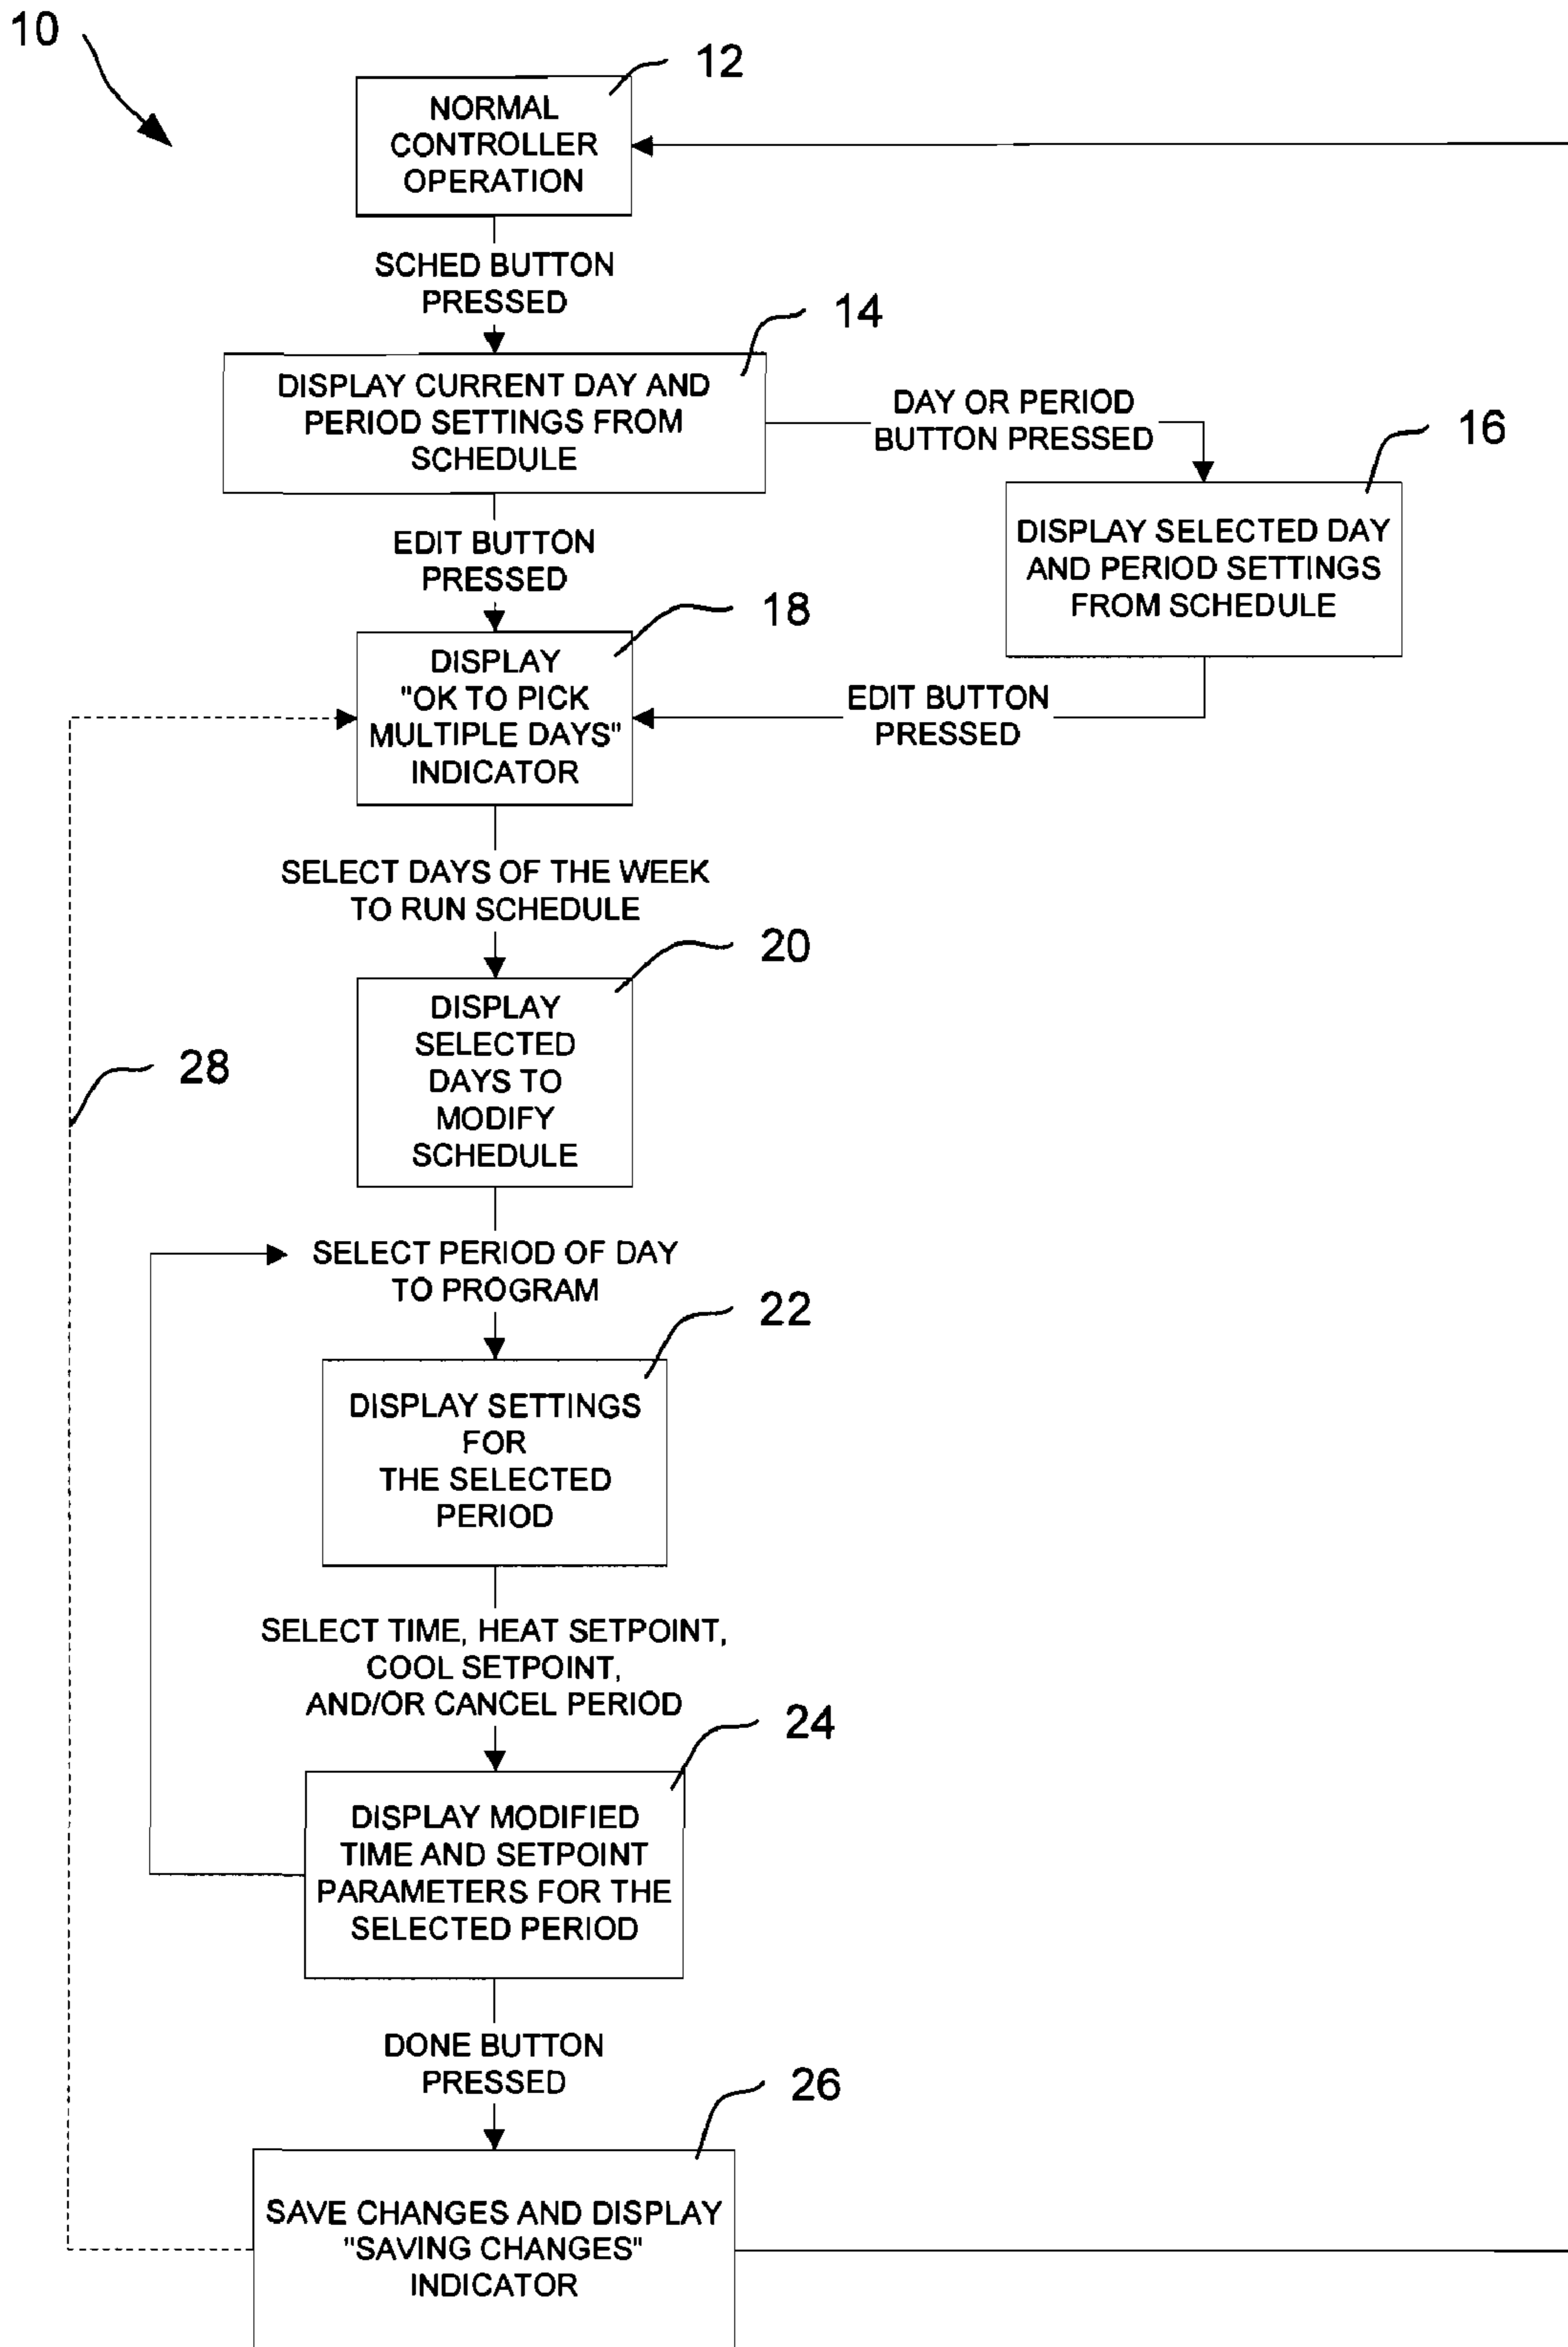 10
12
NORMAL
CONTROLLER
OPERATION
SCHED BUTTON
PRESSED
14
DISPLAY CURRENT DAY AND
PERIOD SETTINGS FROM
SCHEDULE
DAY OR PERIOD
BUTTON PRESSED
16
DISPLAY SELECTED DAY
AND PERIOD SETTINGS
FROM SCHEDULE
EDIT BUTTON
PRESSED
18
DISPLAY
"OK TO PICK
MULTIPLE DAYS"
INDICATOR
EDIT BUTTON
PRESSED
SELECT DAYS OF THE WEEK
TO RUN SCHEDULE
20
DISPLAY
SELECTED
DAYS TO
MODIFY
SCHEDULE
28
SELECT PERIOD OF DAY
TO PROGRAM
22
DISPLAY SETTINGS
FOR
THE SELECTED
PERIOD
SELECT TIME, HEAT SETPOINT,
COOL SETPOINT,
AND/OR CANCEL PERIOD
24
DISPLAY MODIFIED
TIME AND SETPOINT
PARAMETERS FOR THE
SELECTED PERIOD
DONE BUTTON
PRESSED
26
SAVE CHANGES AND DISPLAY
"SAVING CHANGES"
INDICATOR